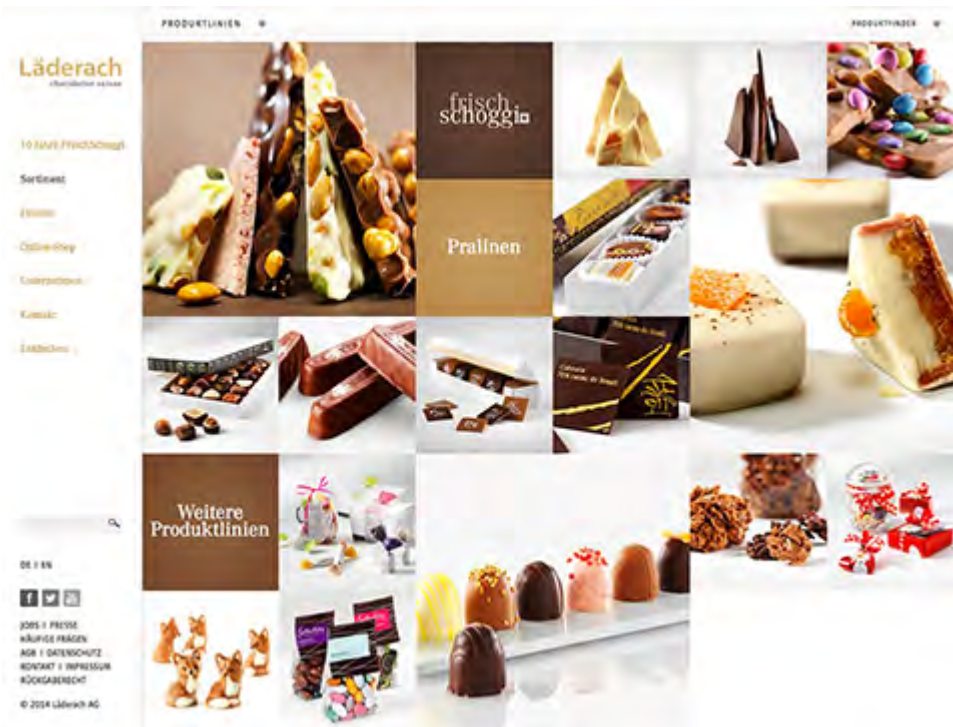 PRODUKTLINIEN
PRODUKTFINDER
Läderach
chocolatier suisse
10 Jahre FrischSchoggi
Sortiment
Online-Shop
Unternehmen
Kontakt
Entdecken
DE I EN
JOBS I PRESSE
HÄUFIGE FRAGEN
AGB I DATENSCHUTZ
KONTAKT I IMPRESSUM
RÜCKGABERECHT
© 2014 Läderach AG
frisch
schoggi
Pralinen
Weitere
Produktlinien